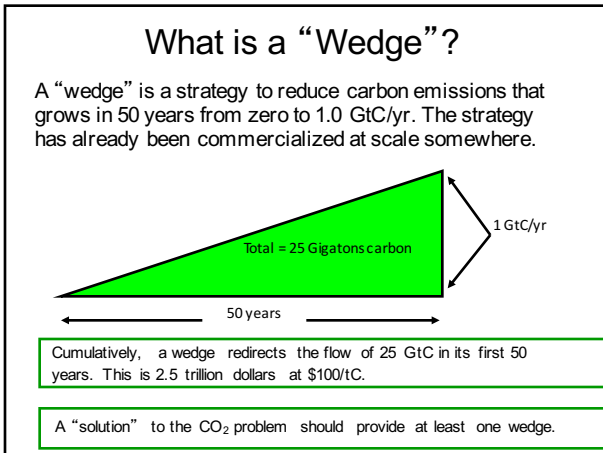 What is a “Wedge”?
A “wedge” is a strategy to reduce carbon emissions that
grows in 50 years from zero to 1.0 GtC/yr. The strategy
has already been commercialized at scale somewhere.
1 GtC/yr
Total = 25 Gigatons carbon
50 years
Cumulatively, a wedge redirects the flow of 25 GtC in its first 50
years. This is 2.5 trillion dollars at $100/tC.
A “solution” to the CO₂ problem should provide at least one wedge.